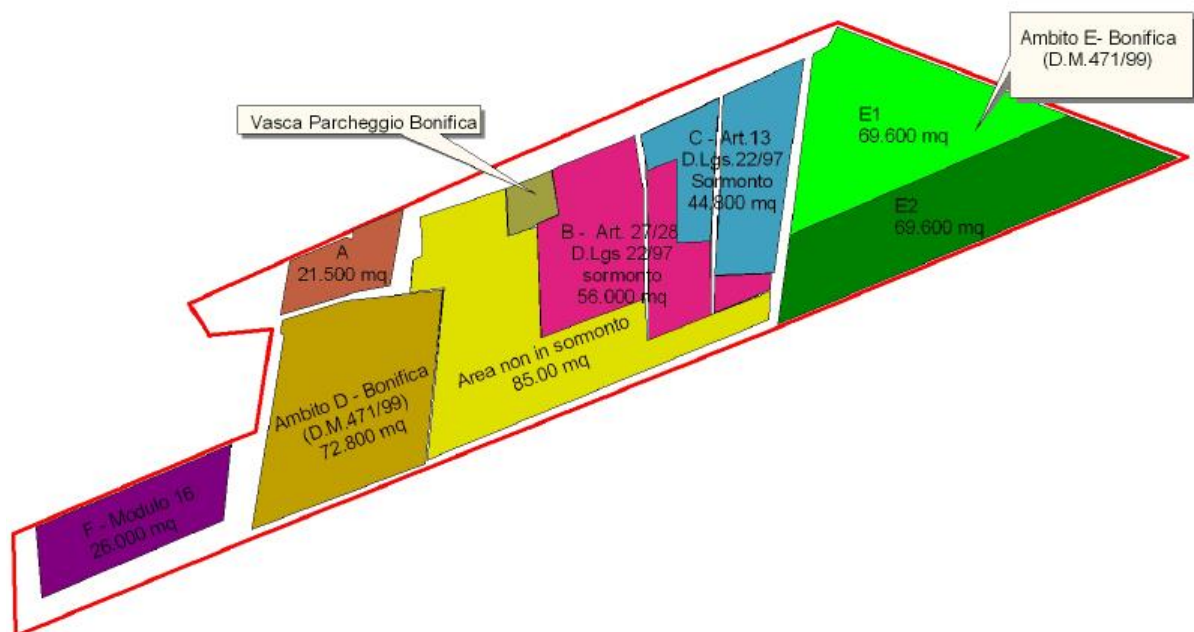 Ambito E- Bonifica
(D.M.471/99)
Vasca Parcheggio Bonifica
E1
69.600 mq
C - Art.13
D.Lgs.22/97
Sormonto
44.800 mq
E2
69.600 mq
A
21.500 mq
B - Art. 27/28
D.Lgs 22/97
sormonto
56.000 mq
Area non in sormonto
85.00 mq
Ambito D - Bonifica
(D.M.471/99)
72.800 mq
F - Modulo 16
26.000 mq